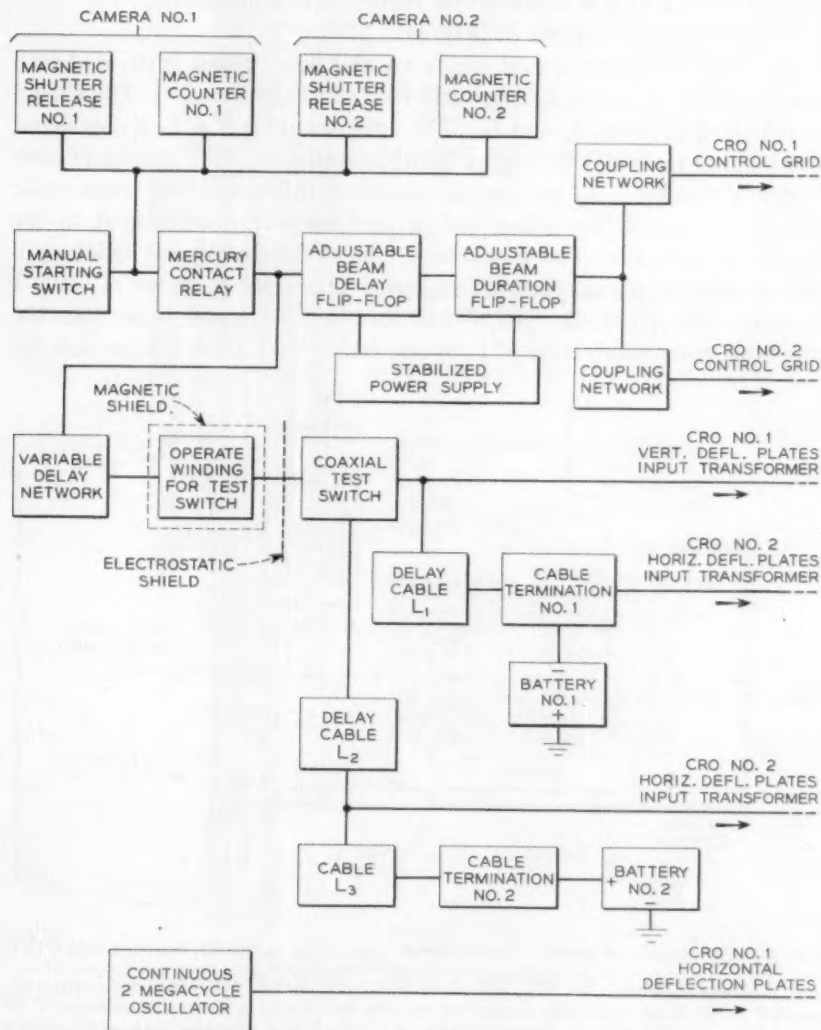 CAMERA NO.1
CAMERA NO.2
MAGNETIC
SHUTTER
RELEASE
NO.1
MAGNETIC
COUNTER
NO.1
MAGNETIC
SHUTTER
RELEASE
NO.2
MAGNETIC
COUNTER
NO.2
COUPLING
NETWORK
CRO NO.1
CONTROL GRID
MANUAL
STARTING
SWITCH
MERCURY
CONTACT
RELAY
ADJUSTABLE
BEAM
DELAY
FLIP-FLOP
ADJUSTABLE
BEAM
DURATION
FLIP-FLOP
STABILIZED
POWER SUPPLY
COUPLING
NETWORK
CRO NO.2
CONTROL GRID
MAGNETIC
SHIELD
VARIABLE
DELAY
NETWORK
OPERATE
WINDING
FOR TEST
SWITCH
COAXIAL
TEST
SWITCH
CRO NO.1
VERT. DEFL. PLATES
INPUT TRANSFORMER
ELECTROSTATIC
SHIELD
DELAY
CABLE
L1
CABLE
TERMINATION
NO.1
CRO NO.2
HORIZ. DEFL. PLATES
INPUT TRANSFORMER
−
BATTERY
NO.1
+
DELAY
CABLE
L2
CRO NO. 2
HORIZ. DEFL. PLATES
INPUT TRANSFORMER
CABLE
L3
CABLE
TERMINATION
NO.2
+ BATTERY
NO.2
−
CONTINUOUS
2 MEGACYCLE
OSCILLATOR
CRO NO.1
HORIZONTAL
DEFLECTION PLATES